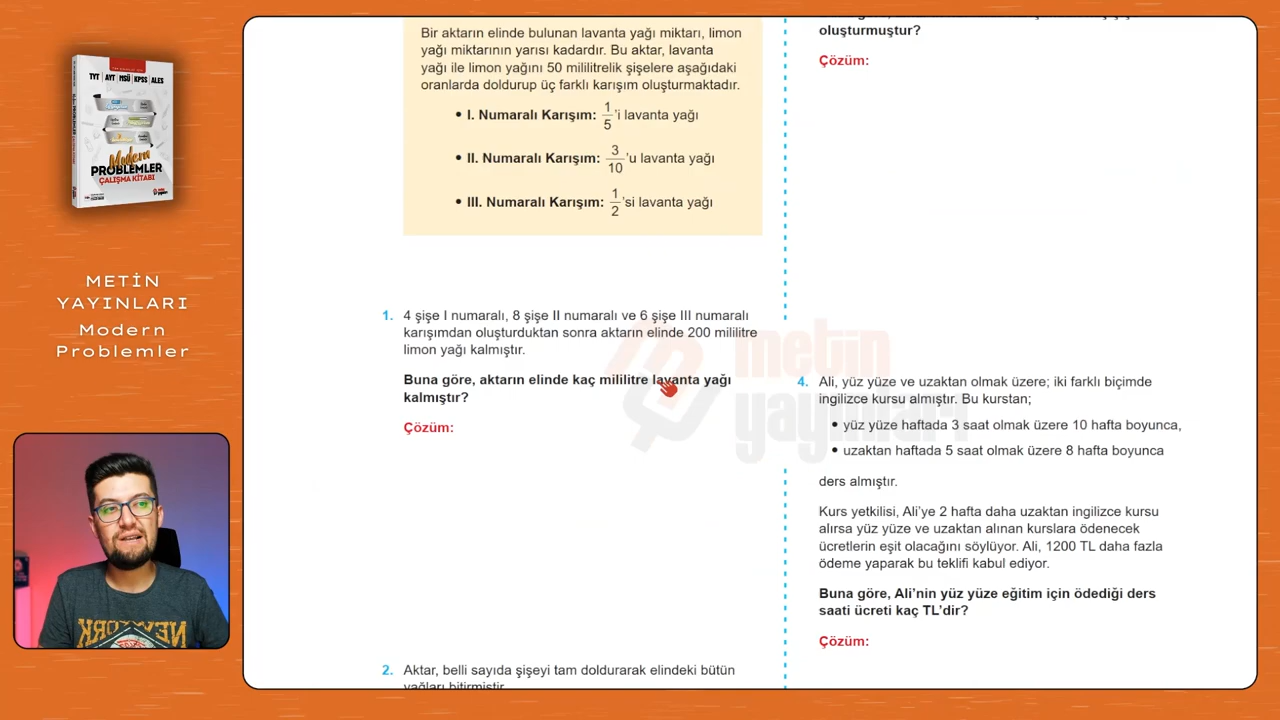 TYT AYT MSÜ KPSS ALES
Modern
PROBLEMLER
ÇALIŞMA KİTABI
METİN
YAYINLARI
Modern
Problemler
Bir aktarın elinde bulunan lavanta yağı miktarı, limon
yağı miktarının yarısı kadardır. Bu aktar, lavanta
yağı ile limon yağını 50 mililitrelik şişelere aşağıdaki
oranlarda doldurup üç farklı karışım oluşturmaktadır.
• I. Numaralı Karışım: 1/5 'i lavanta yağı
• II. Numaralı Karışım: 3/10 'u lavanta yağı
• III. Numaralı Karışım: 1/2 'si lavanta yağı
1. 4 şişe I numaralı, 8 şişe II numaralı ve 6 şişe III numaralı
karışımdan oluşturduktan sonra aktarın elinde 200 mililitre
limon yağı kalmıştır.
Buna göre, aktarın elinde kaç mililitre lavanta yağı
kalmıştır?
Çözüm:
2. Aktar, belli sayıda şişeyi tam doldurarak elindeki bütün
yağları bitirmiştir.
oluşturmuştur?
Çözüm:
metin
yayınları
4. Ali, yüz yüze ve uzaktan olmak üzere; iki farklı biçimde
ingilizce kursu almıştır. Bu kurstan;
• yüz yüze haftada 3 saat olmak üzere 10 hafta boyunca,
• uzaktan haftada 5 saat olmak üzere 8 hafta boyunca
ders almıştır.
Kurs yetkilisi, Ali'ye 2 hafta daha uzaktan ingilizce kursu
alırsa yüz yüze ve uzaktan alınan kurslara ödenecek
ücretlerin eşit olacağını söylüyor. Ali, 1200 TL daha fazla
ödeme yaparak bu teklifi kabul ediyor.
Buna göre, Ali'nin yüz yüze eğitim için ödediği ders
saati ücreti kaç TL'dir?
Çözüm: